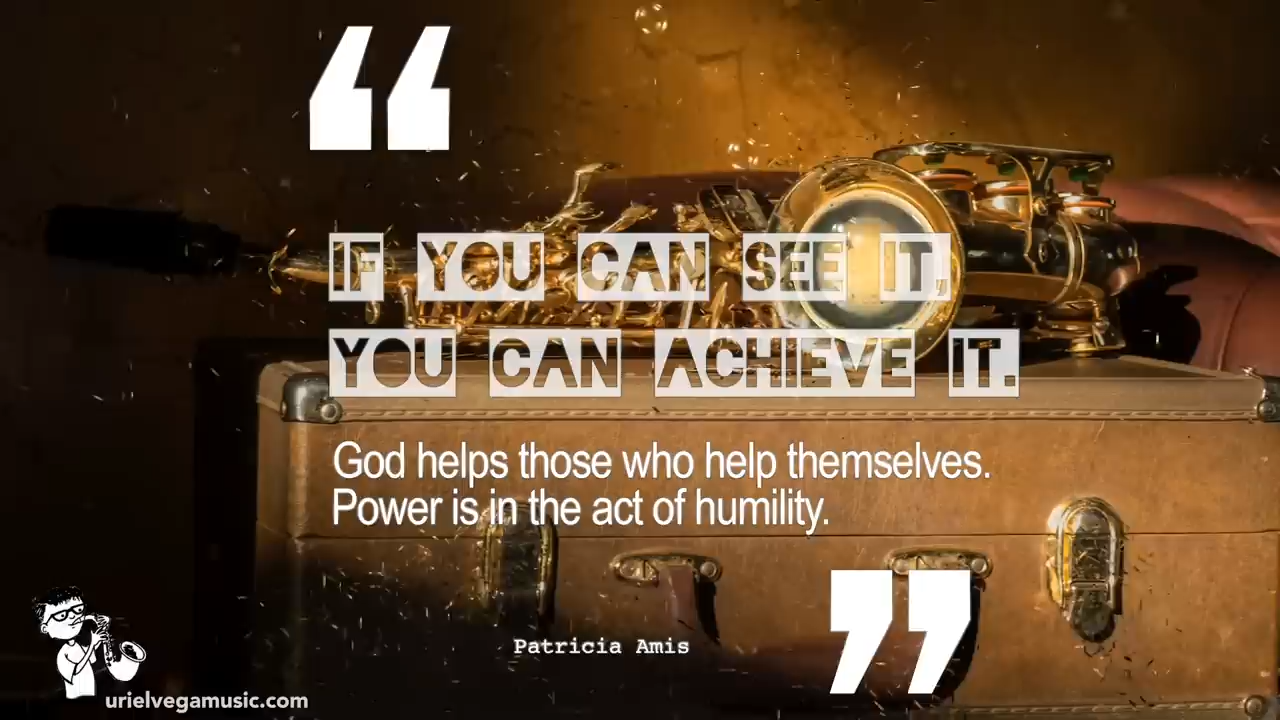 “
IF YOU CAN SEE IT,
YOU CAN ACHIEVE IT.
God helps those who help themselves.
Power is in the act of humility.
”
Patricia Amis
urielvegamusic.com